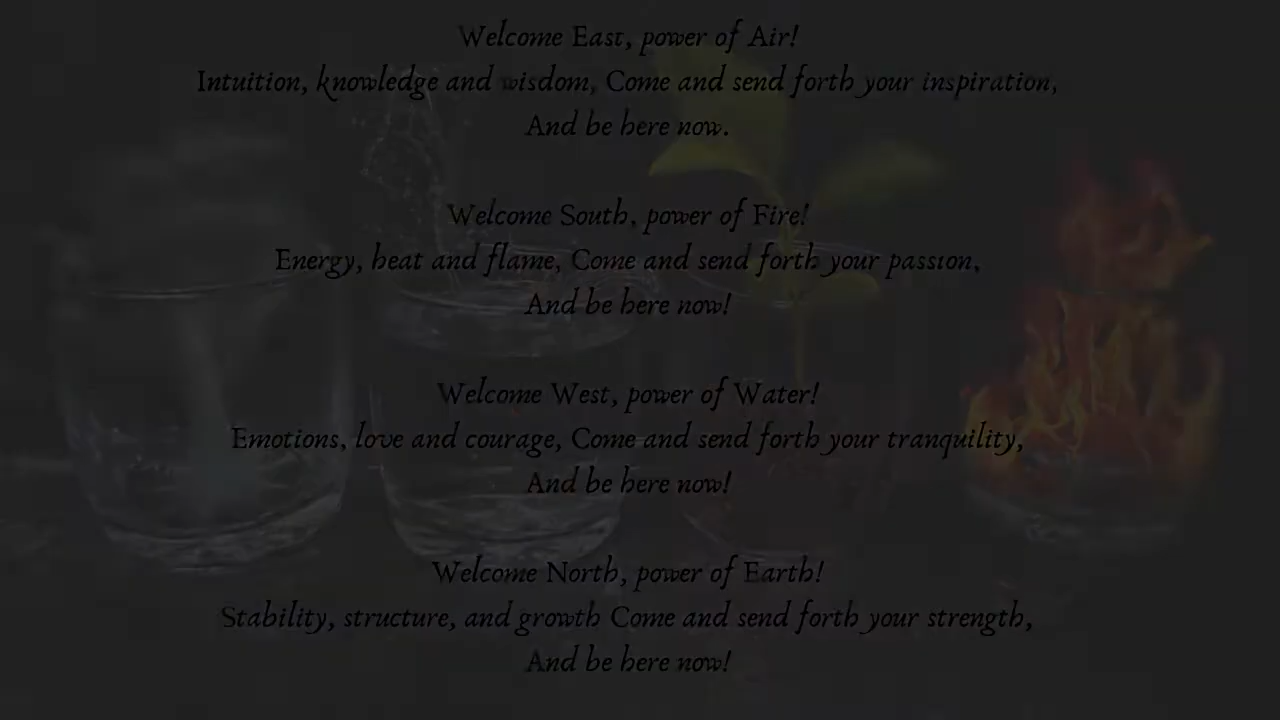 Welcome East, power of Air!
Intuition, knowledge and wisdom, Come and send forth your inspiration,
And be here now.
Welcome South, power of Fire!
Energy, heat and flame, Come and send forth your passion,
And be here now!
Welcome West, power of Water!
Emotions, love and courage, Come and send forth your tranquility,
And be here now!
Welcome North, power of Earth!
Stability, structure, and growth Come and send forth your strength,
And be here now!